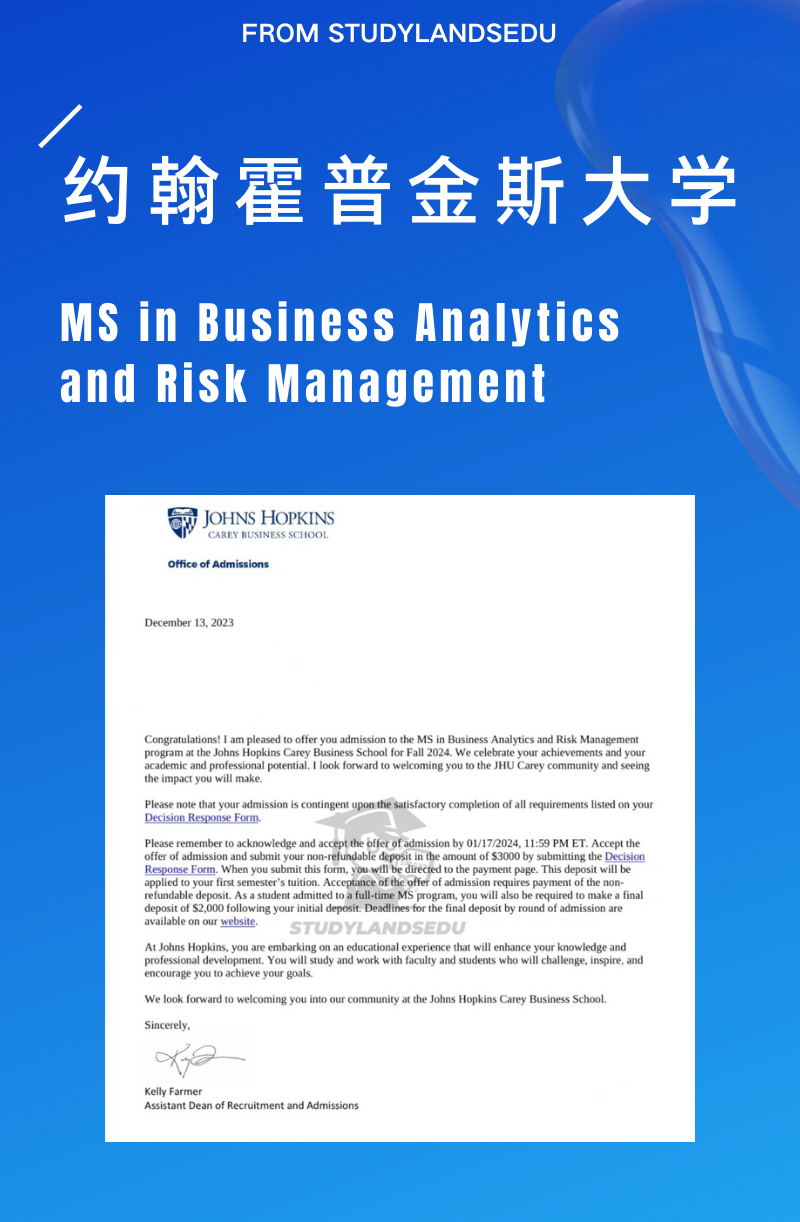 FROM STUDYLANDSEDU
约翰霍普金斯大学
MS in Business Analytics
and Risk Management
JOHNS HOPKINS
CAREY BUSINESS SCHOOL
Office of Admissions
December 13, 2023
Congratulations! I am pleased to offer you admission to the MS in Business Analytics and Risk Management
program at the Johns Hopkins Carey Business School for Fall 2024. We celebrate your achievements and your
academic and professional potential. I look forward to welcoming you to the JHU Carey community and seeing
the impact you will make.
Please note that your admission is contingent upon the satisfactory completion of all requirements listed on your
Decision Response Form.
Please remember to acknowledge and accept the offer of admission by 01/17/2024, 11:59 PM ET. Accept the
offer of admission and submit your non-refundable deposit in the amount of $3000 by submitting the Decision
Response Form. When you submit this form, you will be directed to the payment page. This deposit will be
applied to your first semester’s tuition. Acceptance of the offer of admission requires payment of the non-
refundable deposit. As a student admitted to a full-time MS program, you will also be required to make a final
deposit of $2,000 following your initial deposit. Deadlines for the final deposit by round of admission are
available on our website.
STUDYLANDSEDU
At Johns Hopkins, you are embarking on an educational experience that will enhance your knowledge and
professional development. You will study and work with faculty and students who will challenge, inspire, and
encourage you to achieve your goals.
We look forward to welcoming you into our community at the Johns Hopkins Carey Business School.
Sincerely,
Kelly Farmer
Assistant Dean of Recruitment and Admissions